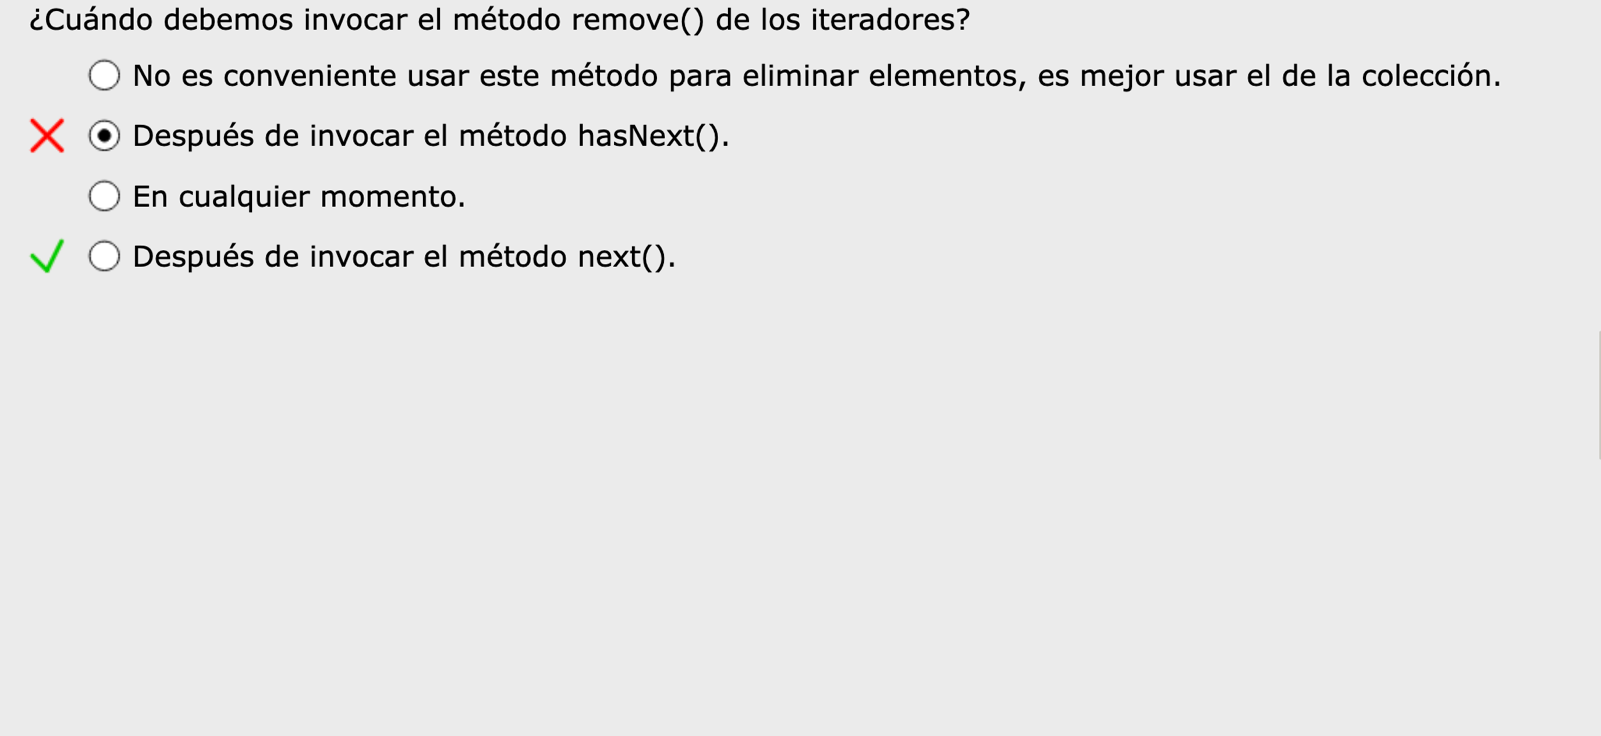 ¿Cuándo debemos invocar el método remove() de los iteradores?
No es conveniente usar este método para eliminar elementos, es mejor usar el de la colección.
Después de invocar el método hasNext().
En cualquier momento.
Después de invocar el método next().